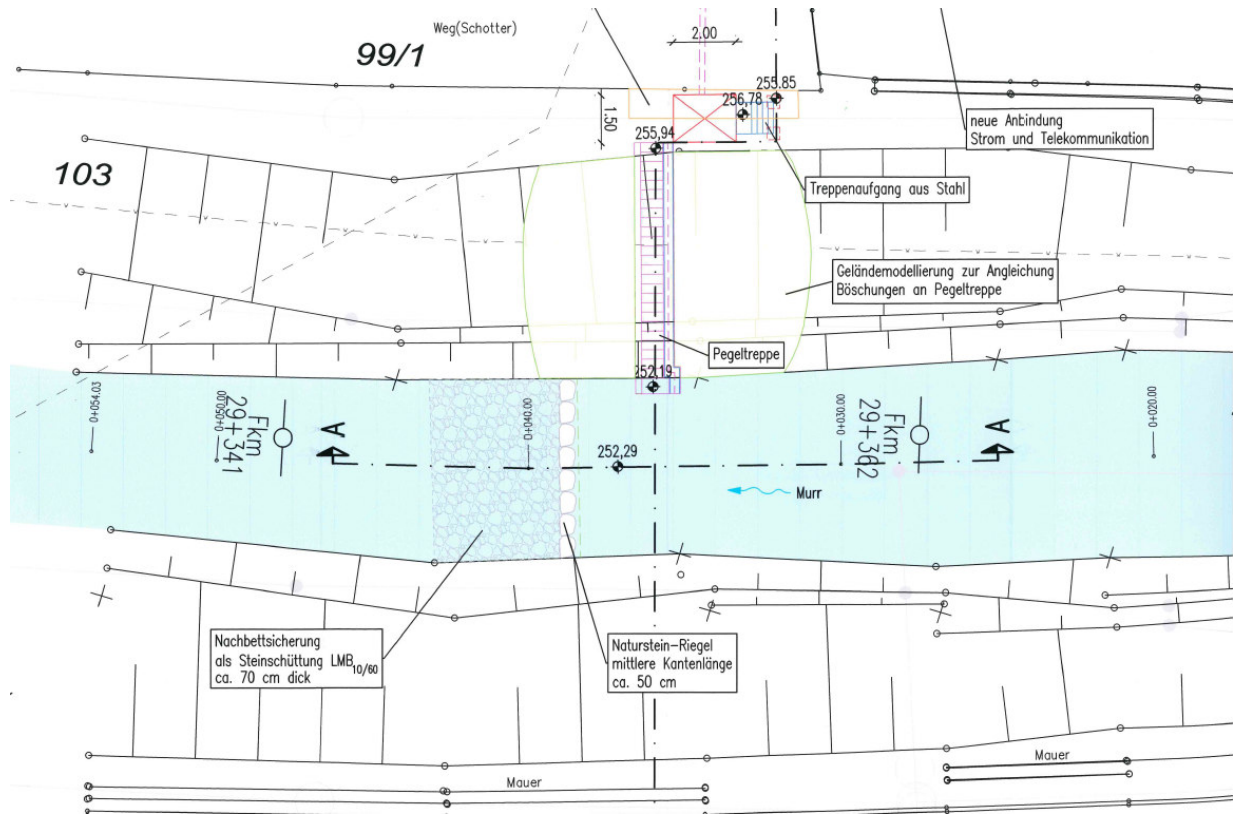 Weg(Schotter)
99/1
2.00
255.85
256,78
1.50
255,94
neue Anbindung
Strom und Telekommunikation
103
Treppenaufgang aus Stahl
Geländemodellierung zur Angleichung
Böschungen an Pegeltreppe
Pegeltreppe
252,19
0+054.03
0+050.00
Fkm
29+341
A
0+040.00
252,29
0+030.00
Fkm
29+362
A
0+020.00
Murr
Nachbettsicherung
als Steinschüttung LMB10/60
ca. 70 cm dick
Naturstein-Riegel
mittlere Kantenlänge
ca. 50 cm
Mauer
Mauer